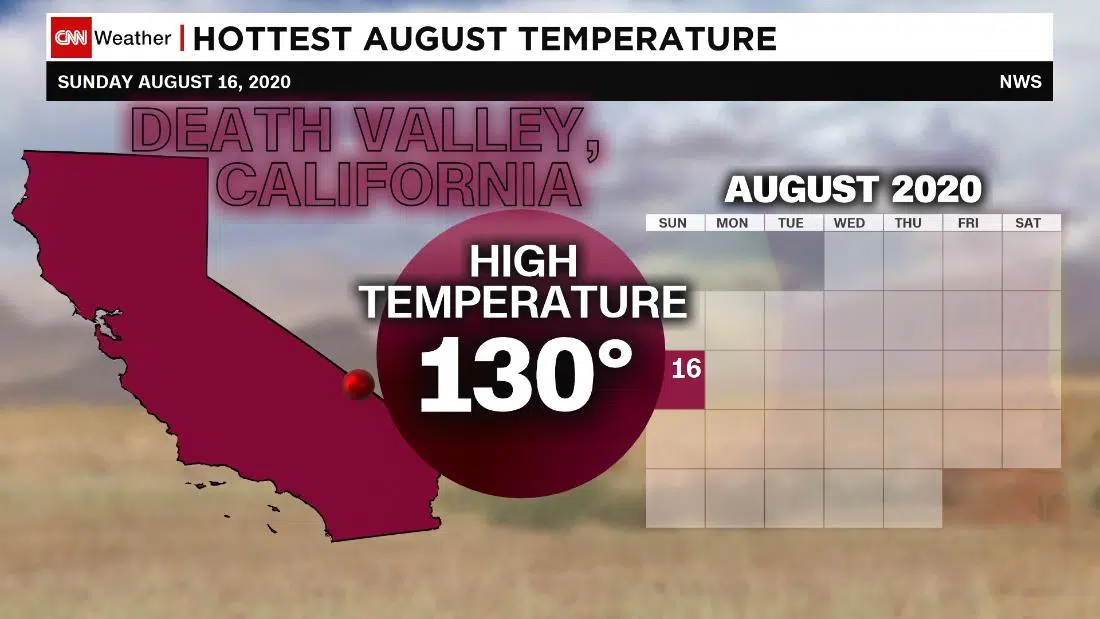 CNN Weather | HOTTEST AUGUST TEMPERATURE
SUNDAY AUGUST 16, 2020
NWS
DEATH VALLEY,
CALIFORNIA
HIGH
TEMPERATURE
130°
AUGUST 2020
SUN MON TUE WED THU FRI SAT
16